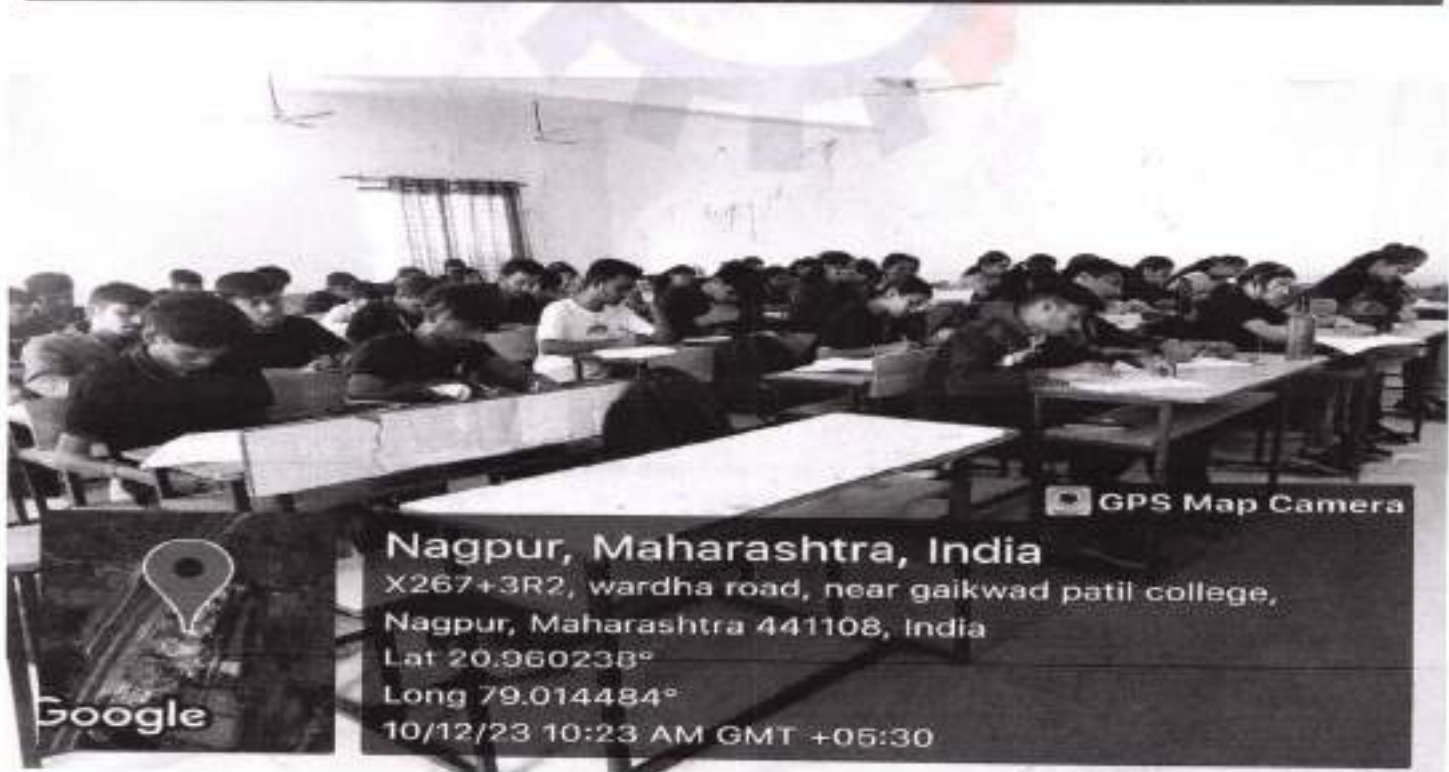 GPS Map Camera
Nagpur, Maharashtra, India
X267+3R2, wardha road, near gaikwad patil college,
Nagpur, Maharashtra 441108, India
Lat 20.960238°
Long 79.014484°
10/12/23 10:23 AM GMT +05:30
Google